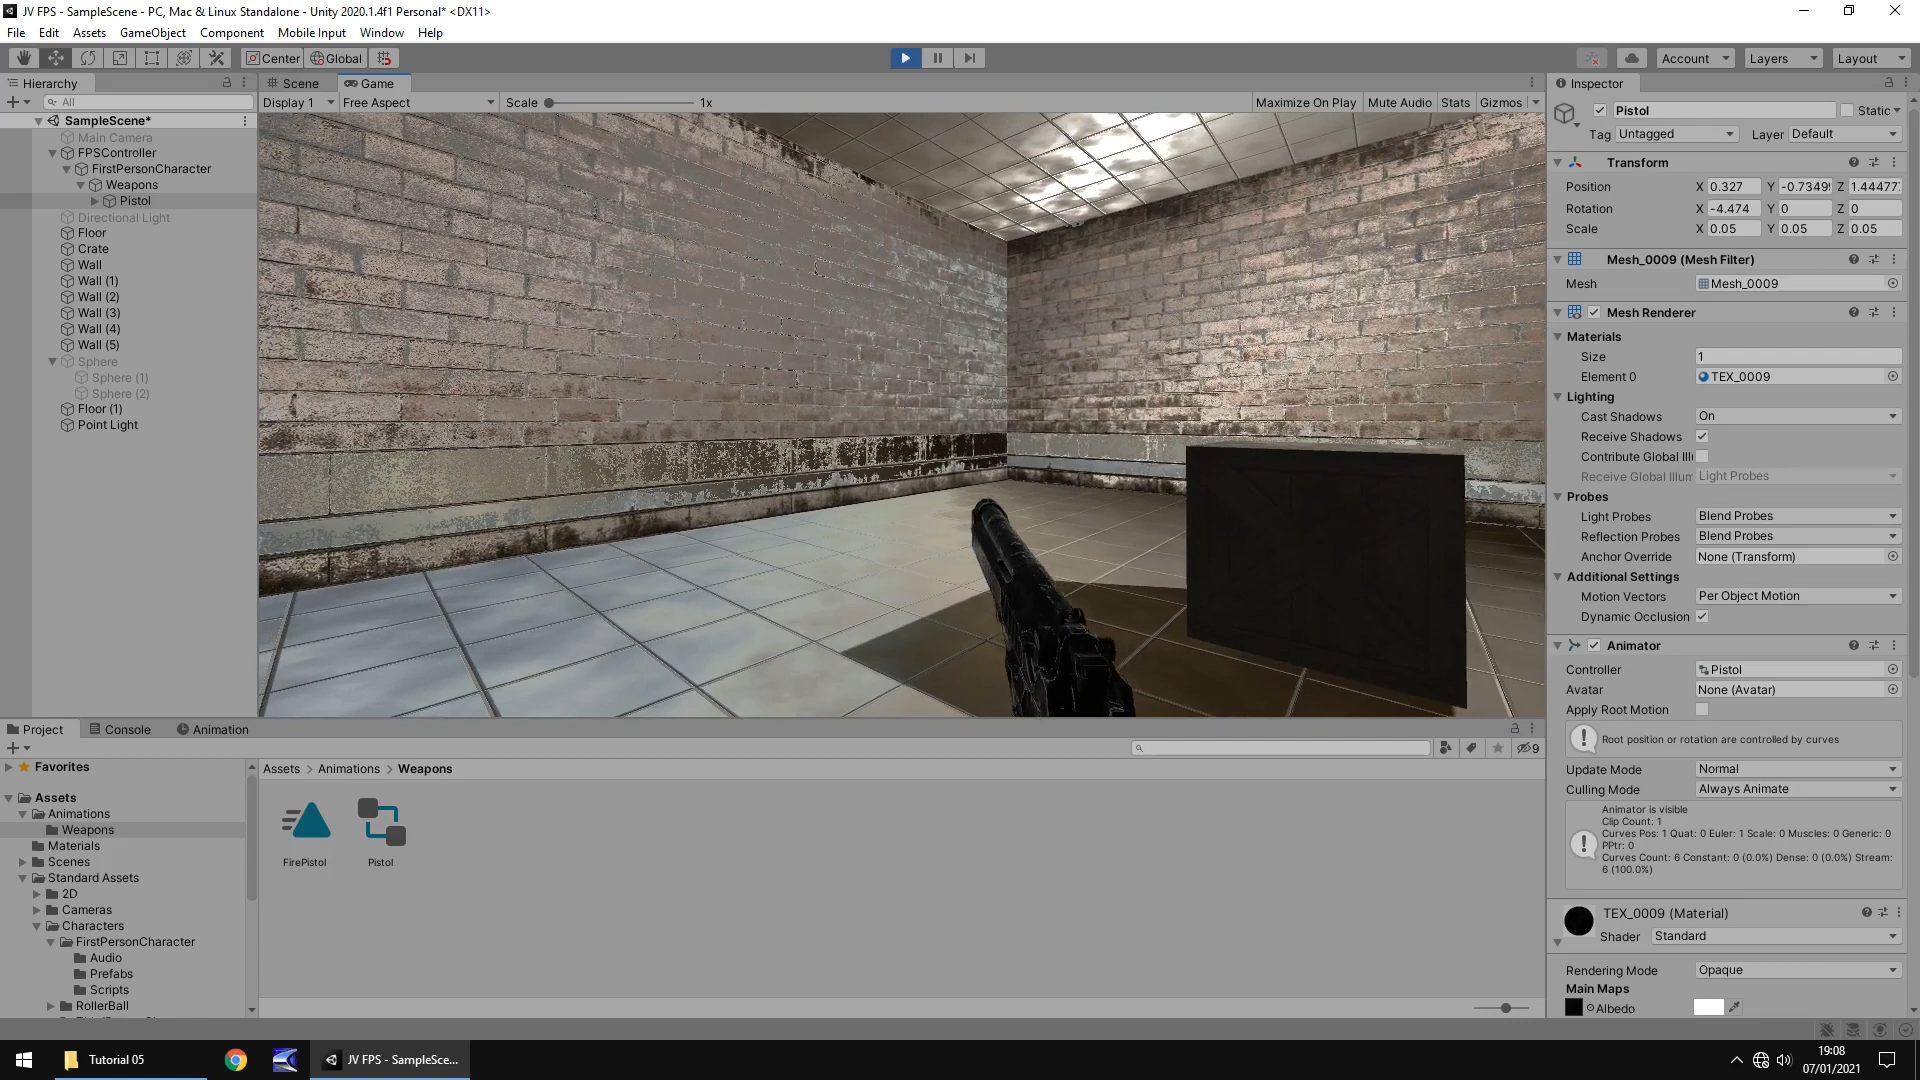 JV FPS - SampleScene - PC, Mac & Linux Standalone - Unity 2020.1.4f1 Personal* <DX11>
File Edit Assets GameObject Component Mobile Input Window Help
Center Global Account Layers Layout
Hierarchy
All
SampleScene*
Main Camera
FPSController
FirstPersonCharacter
Weapons
Pistol
Directional Light
Floor
Crate
Wall
Wall (1)
Wall (2)
Wall (3)
Wall (4)
Wall (5)
Sphere
Sphere (1)
Sphere (2)
Floor (1)
Point Light
Scene Game
Display 1 Free Aspect Scale 1x Maximize On Play Mute Audio Stats Gizmos
Inspector
Pistol Static
Tag Untagged Layer Default
Transform
Position X 0.327 Y -0.7349 Z 1.44477
Rotation X -4.474 Y 0 Z 0
Scale X 0.05 Y 0.05 Z 0.05
Mesh_0009 (Mesh Filter)
Mesh Mesh_0009
Mesh Renderer
Materials
Size 1
Element 0 TEX_0009
Lighting
Cast Shadows On
Receive Shadows
Contribute Global Illu
Receive Global Illum Light Probes
Probes
Light Probes Blend Probes
Reflection Probes Blend Probes
Anchor Override None (Transform)
Additional Settings
Motion Vectors Per Object Motion
Dynamic Occlusion
Animator
Controller Pistol
Avatar None (Avatar)
Apply Root Motion
Root position or rotation are controlled by curves
Update Mode Normal
Culling Mode Always Animate
Animator is visible
Clip Count: 1
Curves Pos: 1 Quat: 0 Euler: 1 Scale: 0 Muscles: 0 Generic: 0
PPtr: 0
Curves Count: 6 Constant: 0 (0.0%) Dense: 0 (0.0%) Stream:
6 (100.0%)
TEX_0009 (Material)
Shader Standard
Rendering Mode Opaque
Main Maps
Albedo
Project Console Animation
9
Favorites
Assets
Animations
Weapons
Materials
Scenes
Standard Assets
2D
Cameras
Characters
FirstPersonCharacter
Audio
Prefabs
Scripts
RollerBall
Assets > Animations > Weapons
FirePistol Pistol
Tutorial 05
JV FPS - SampleSce...
19:08
07/01/2021